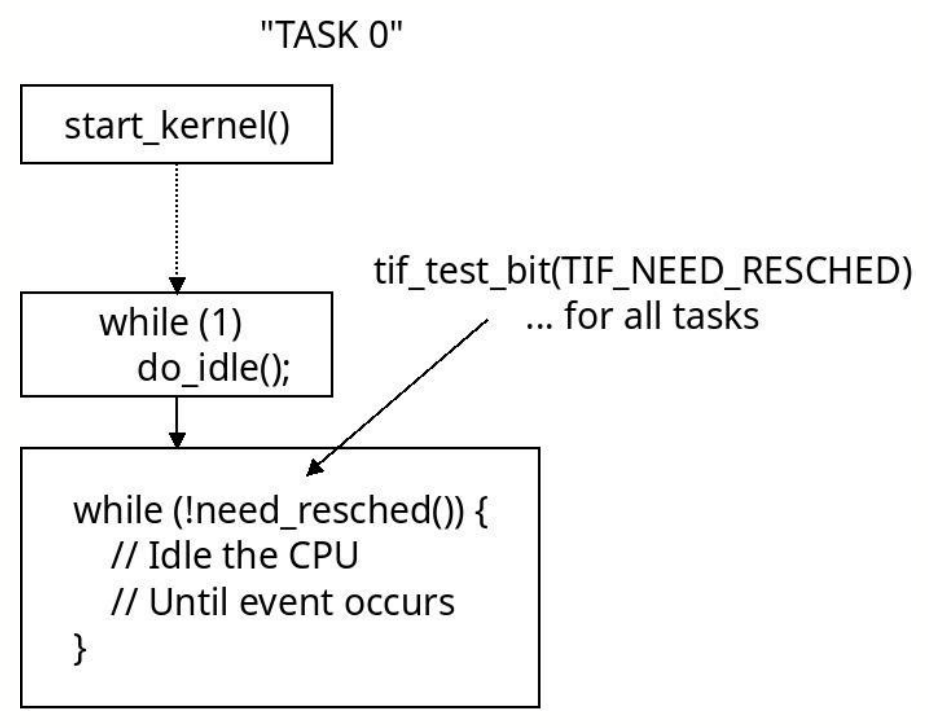 "TASK 0"
start_kernel()
tif_test_bit(TIF_NEED_RESCHED)
... for all tasks
while (1)
do_idle();
while (!need_resched()) {
// Idle the CPU
// Until event occurs
}